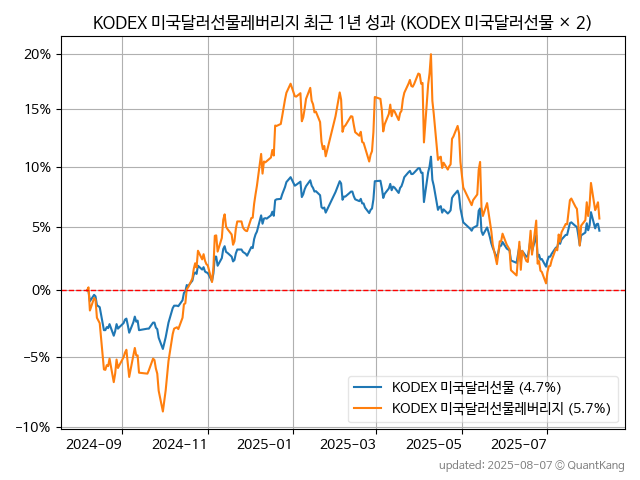 KODEX 미국달러선물레버리지 최근 1년 성과 (KODEX 미국달러선물 × 2)
20%
15%
10%
5%
0%
−5%
−10%
KODEX 미국달러선물 (4.7%)
KODEX 미국달러선물레버리지 (5.7%)
2024-09 2024-11 2025-01 2025-03 2025-05 2025-07
updated: 2025-08-07 © QuantKang